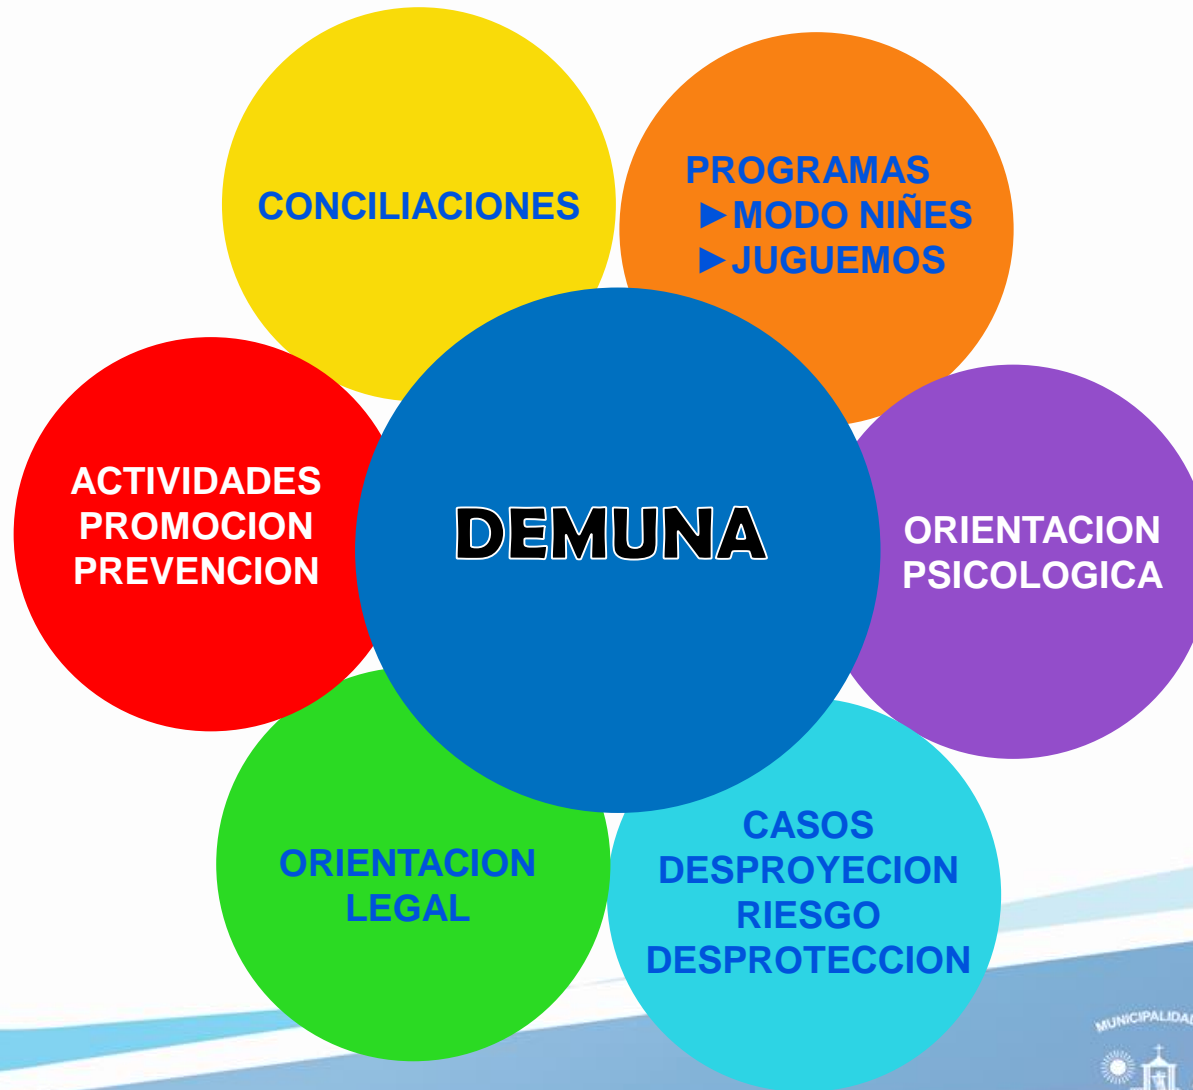 CONCILIACIONES
PROGRAMAS
►MODO NIÑES
►JUGUEMOS
ACTIVIDADES
PROMOCION
PREVENCION
DEMUNA
ORIENTACION
PSICOLOGICA
ORIENTACION
LEGAL
CASOS
DESPROYECION
RIESGO
DESPROTECCION
MUNICIPALIDAD